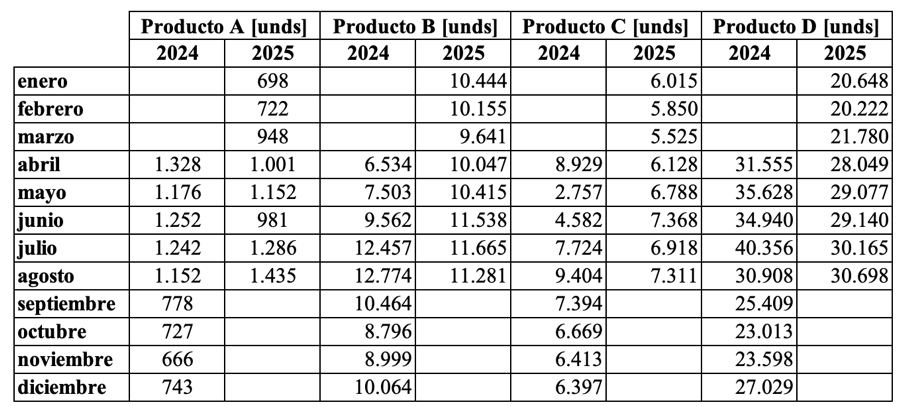 Producto A [unds] Producto B [unds] Producto C [unds] Producto D [unds]
2024 2025 2024 2025 2024 2025 2024 2025
enero 698 10.444 6.015 20.648
febrero 722 10.155 5.850 20.222
marzo 948 9.641 5.525 21.780
abril 1.328 1.001 6.534 10.047 8.929 6.128 31.555 28.049
mayo 1.176 1.152 7.503 10.415 2.757 6.788 35.628 29.077
junio 1.252 981 9.562 11.538 4.582 7.368 34.940 29.140
julio 1.242 1.286 12.457 11.665 7.724 6.918 40.356 30.165
agosto 1.152 1.435 12.774 11.281 9.404 7.311 30.908 30.698
septiembre 778 10.464 7.394 25.409
octubre 727 8.796 6.669 23.013
noviembre 666 8.999 6.413 23.598
diciembre 743 10.064 6.397 27.029